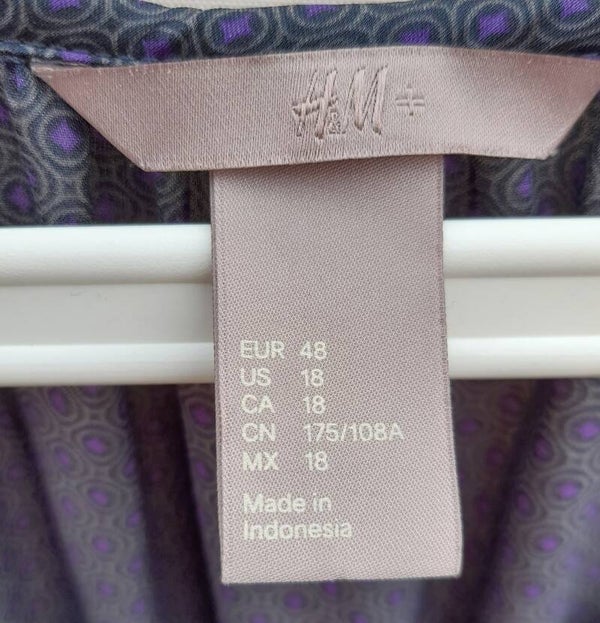 H&M +
EUR 48
US 18
CA 18
CN 175/108A
MX 18
Made in
Indonesia